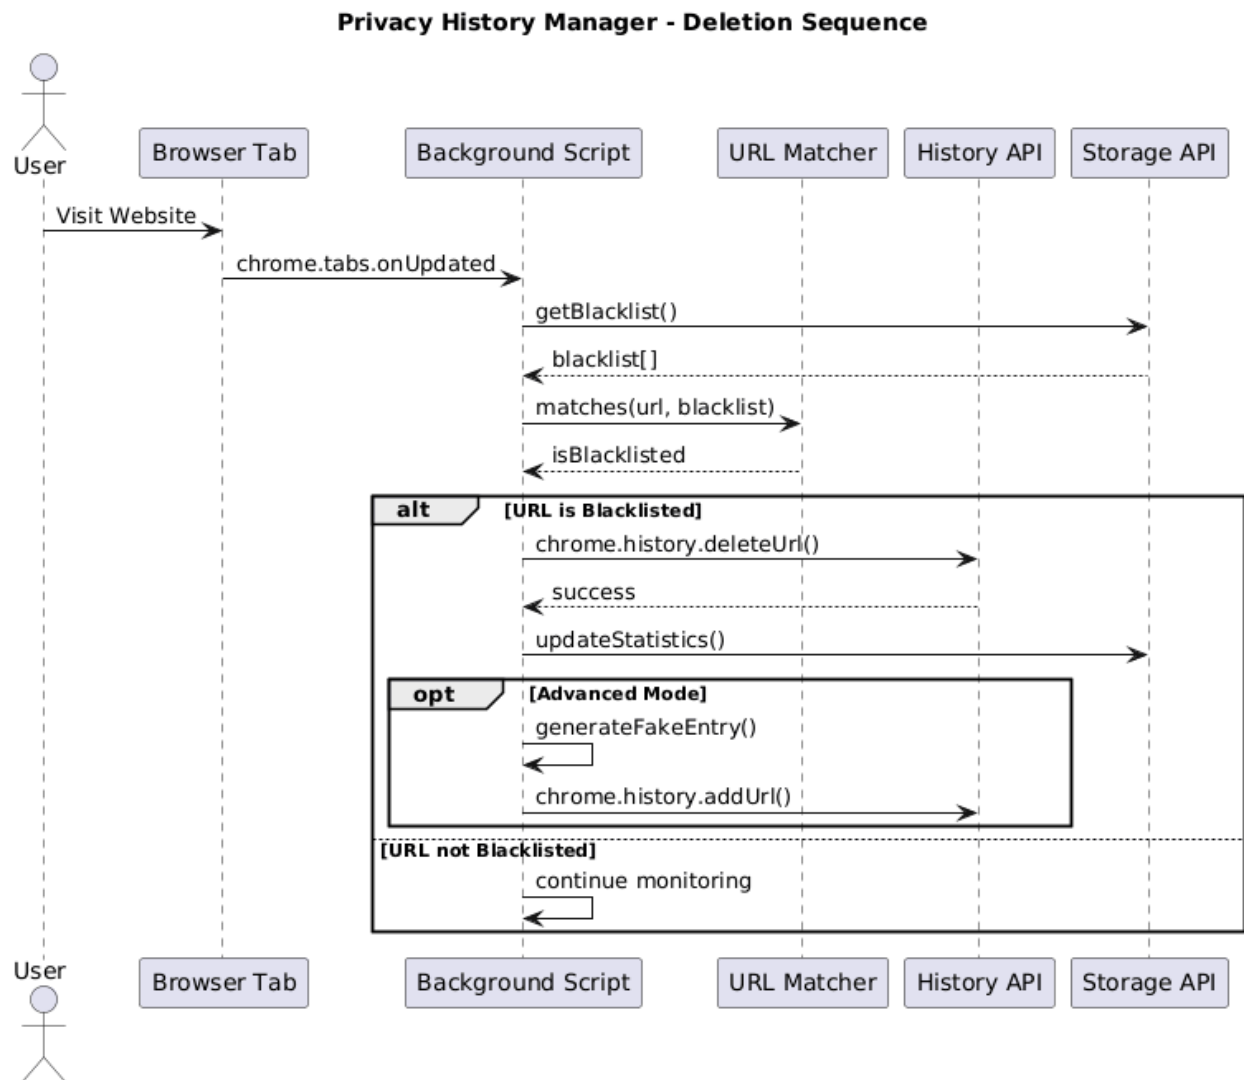 Privacy History Manager - Deletion Sequence
User
Browser Tab
Background Script
URL Matcher
History API
Storage API
Visit Website
chrome.tabs.onUpdated
getBlacklist()
blacklist[]
matches(url, blacklist)
isBlacklisted
alt [URL is Blacklisted]
chrome.history.deleteUrl()
success
updateStatistics()
opt [Advanced Mode]
generateFakeEntry()
chrome.history.addUrl()
[URL not Blacklisted]
continue monitoring
User
Browser Tab
Background Script
URL Matcher
History API
Storage API